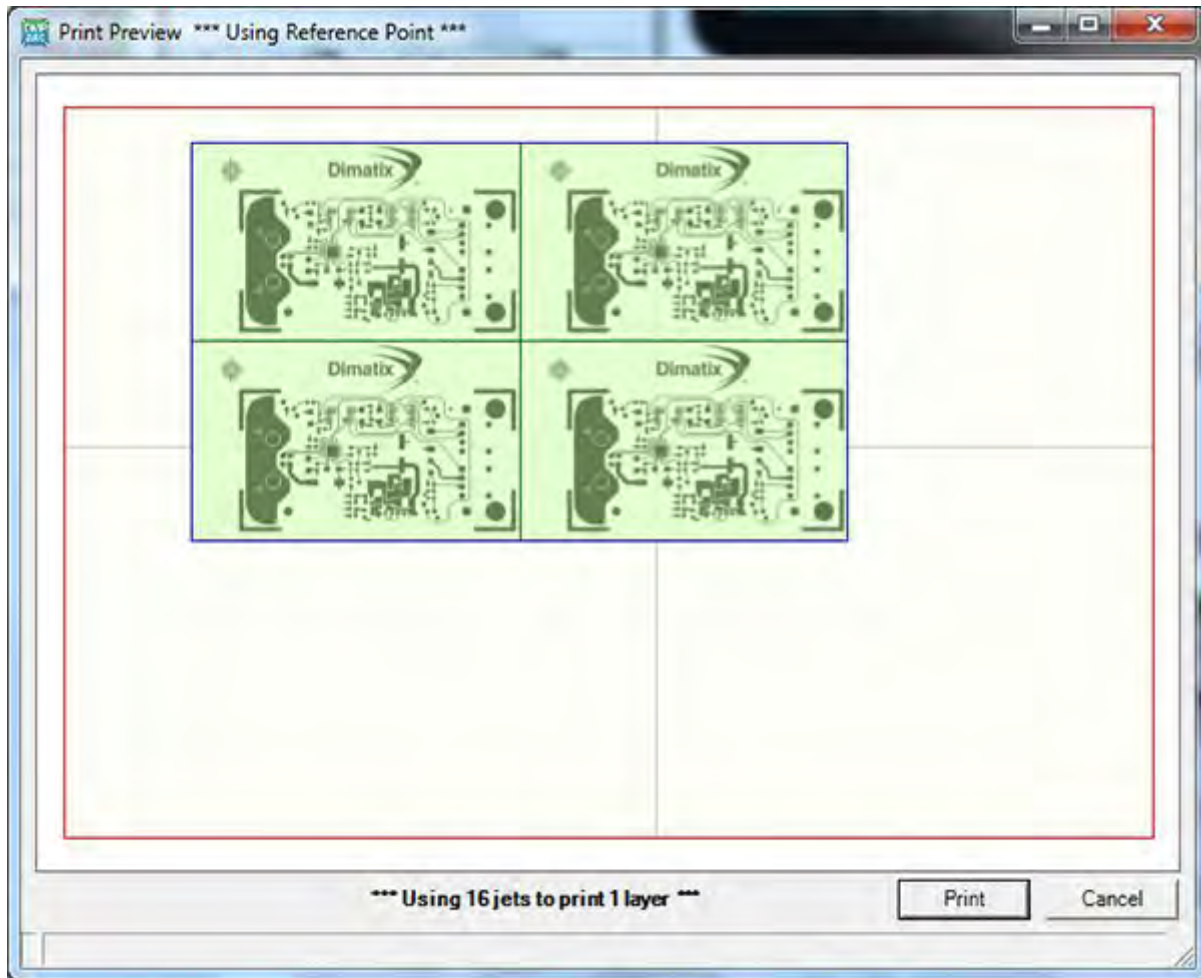 Print Preview *** Using Reference Point ***
Dimatix
Dimatix
Dimatix
Dimatix
*** Using 16 jets to print 1 layer ***
Print
Cancel